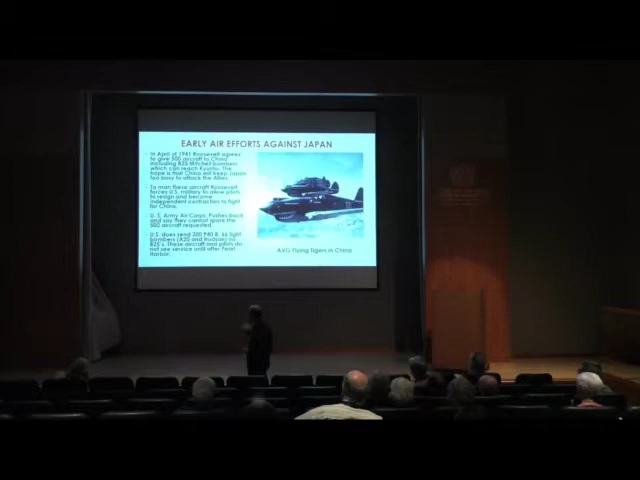 EARLY AIR EFFORTS AGAINST JAPAN
In April of 1941 Roosevelt agrees
to give 500 aircraft to China
including B25 Mitchell bombers
which can reach Kyushu. The
hope is that China will keep Japan
too busy to attack the Allies.
To man these aircraft Roosevelt
forces U.S. military to allow pilots
to resign and become
independent contractors to fight
for China.
U.S. Army Air Corps. Pushes back
and say they cannot spare the
500 aircraft requested.
U.S. does send 300 P40 B, 66 light
bombers (A20 and Hudson) no
B25's. These aircraft and pilots do
not see service until after Pearl
Harbor.
AVG Flying Tigers in China